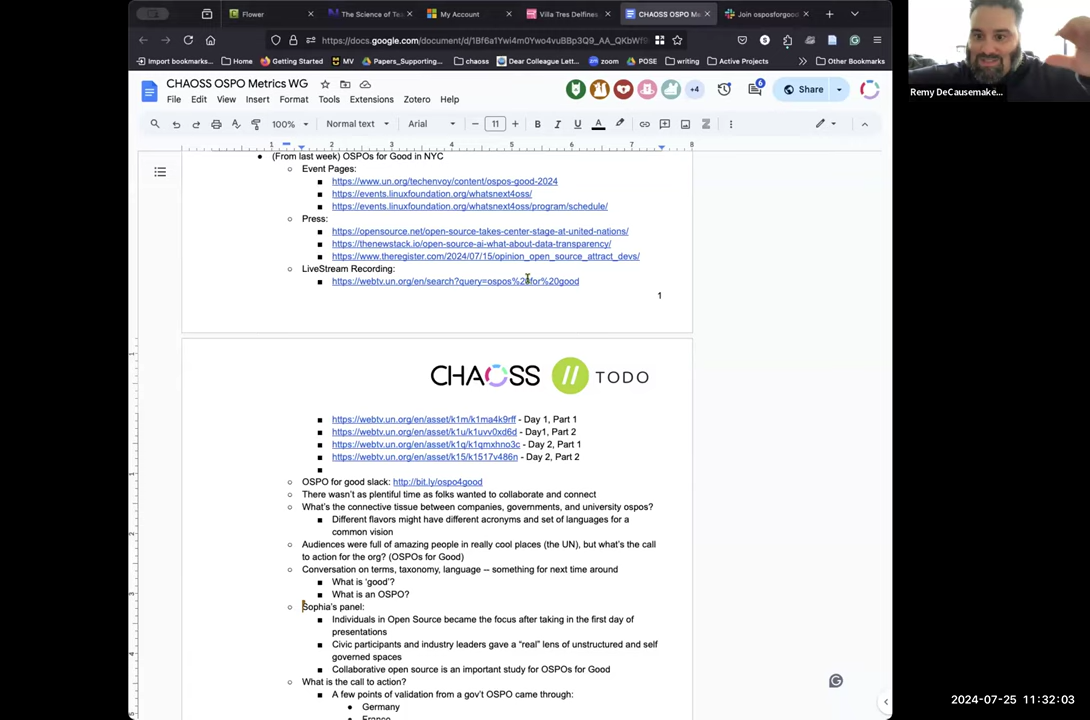 Flower
The Science of Tea
My Account
Villa Tres Delfines
CHAOSS OSPO Me
Join osposforgood
https://docs.google.com/document/d/1Bf6a1Ywi4m0Ywo4vuBBp3Q9_AA_QKbWf
Import bookmarks... Home Getting Started MV Papers_Supporting... chaoss Dear Colleague Lett... zoom POSE writing Active Projects Other Bookmarks
CHAOSS OSPO Metrics WG
+4
6
Share
File Edit View Insert Format Tools Extensions Zotero Help
100% Normal text Arial 11 B I U A
1 1 2 3 4 5 6 7 8
(From last week) OSPOs for Good in NYC
Event Pages:
https://www.un.org/techenvoy/content/ospos-good-2024
https://events.linuxfoundation.org/whatsnext4oss/
https://events.linuxfoundation.org/whatsnext4oss/program/schedule/
Press:
https://opensource.net/open-source-takes-center-stage-at-united-nations/
https://thenewstack.io/open-source-ai-what-about-data-transparency/
https://www.theregister.com/2024/07/15/opinion_open_source_attract_devs/
LiveStream Recording:
https://webtv.un.org/en/search?query=ospos%20for%20good
1
CHAOSS // TODO
https://webtv.un.org/en/asset/k1m/k1ma4k9rff - Day 1, Part 1
https://webtv.un.org/en/asset/k1u/k1uvv0xd6d - Day1, Part 2
https://webtv.un.org/en/asset/k1q/k1qmxhno3c - Day 2, Part 1
https://webtv.un.org/en/asset/k15/k1517v486n - Day 2, Part 2
OSPO for good slack: http://bit.ly/ospo4good
There wasn't as plentiful time as folks wanted to collaborate and connect
What's the connective tissue between companies, governments, and university ospos?
Different flavors might have different acronyms and set of languages for a
common vision
Audiences were full of amazing people in really cool places (the UN), but what's the call
to action for the org? (OSPOs for Good)
Conversation on terms, taxonomy, language -- something for next time around
What is 'good'?
What is an OSPO?
Sophia's panel:
Individuals in Open Source became the focus after taking in the first day of
presentations
Civic participants and industry leaders gave a "real" lens of unstructured and self
governed spaces
Collaborative open source is an important study for OSPOs for Good
What is the call to action?
A few points of validation from a gov't OSPO came through:
Germany
France
Remy DeCausemake...
2024-07-25 11:32:03